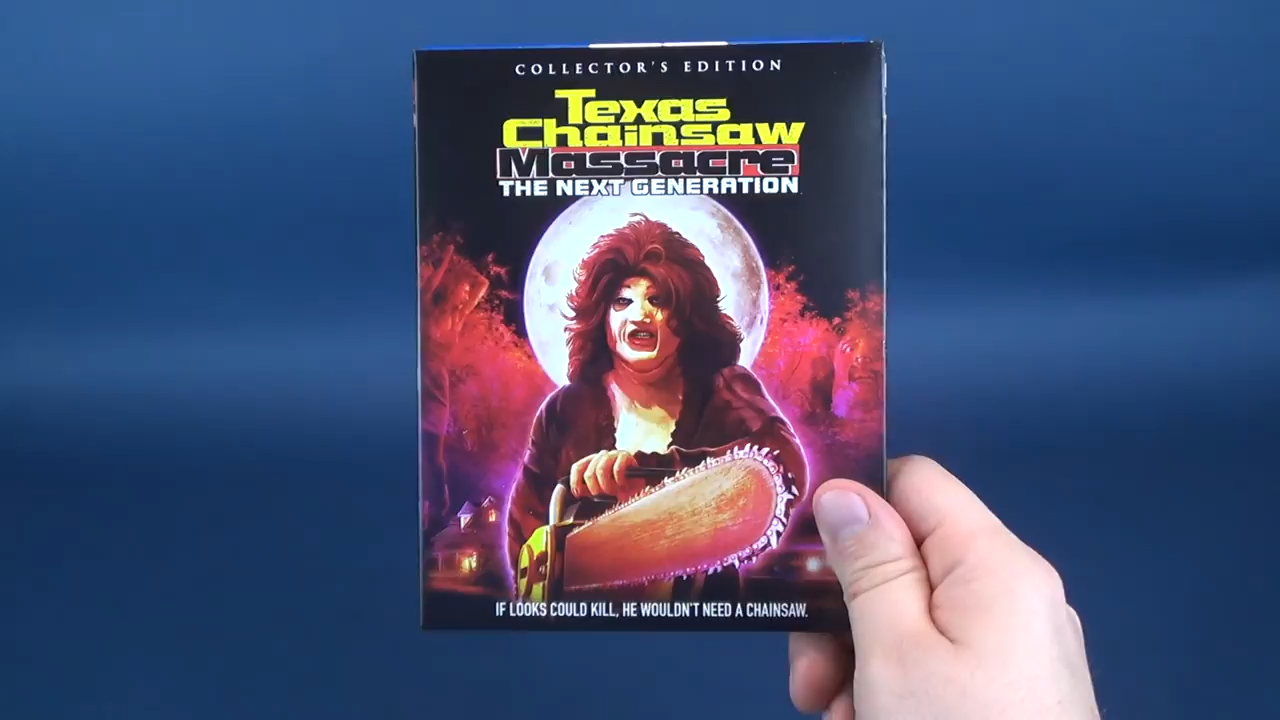 COLLECTOR'S EDITION
Texas
Chainsaw
Massacre
THE NEXT GENERATION
IF LOOKS COULD KILL, HE WOULDN'T NEED A CHAINSAW.